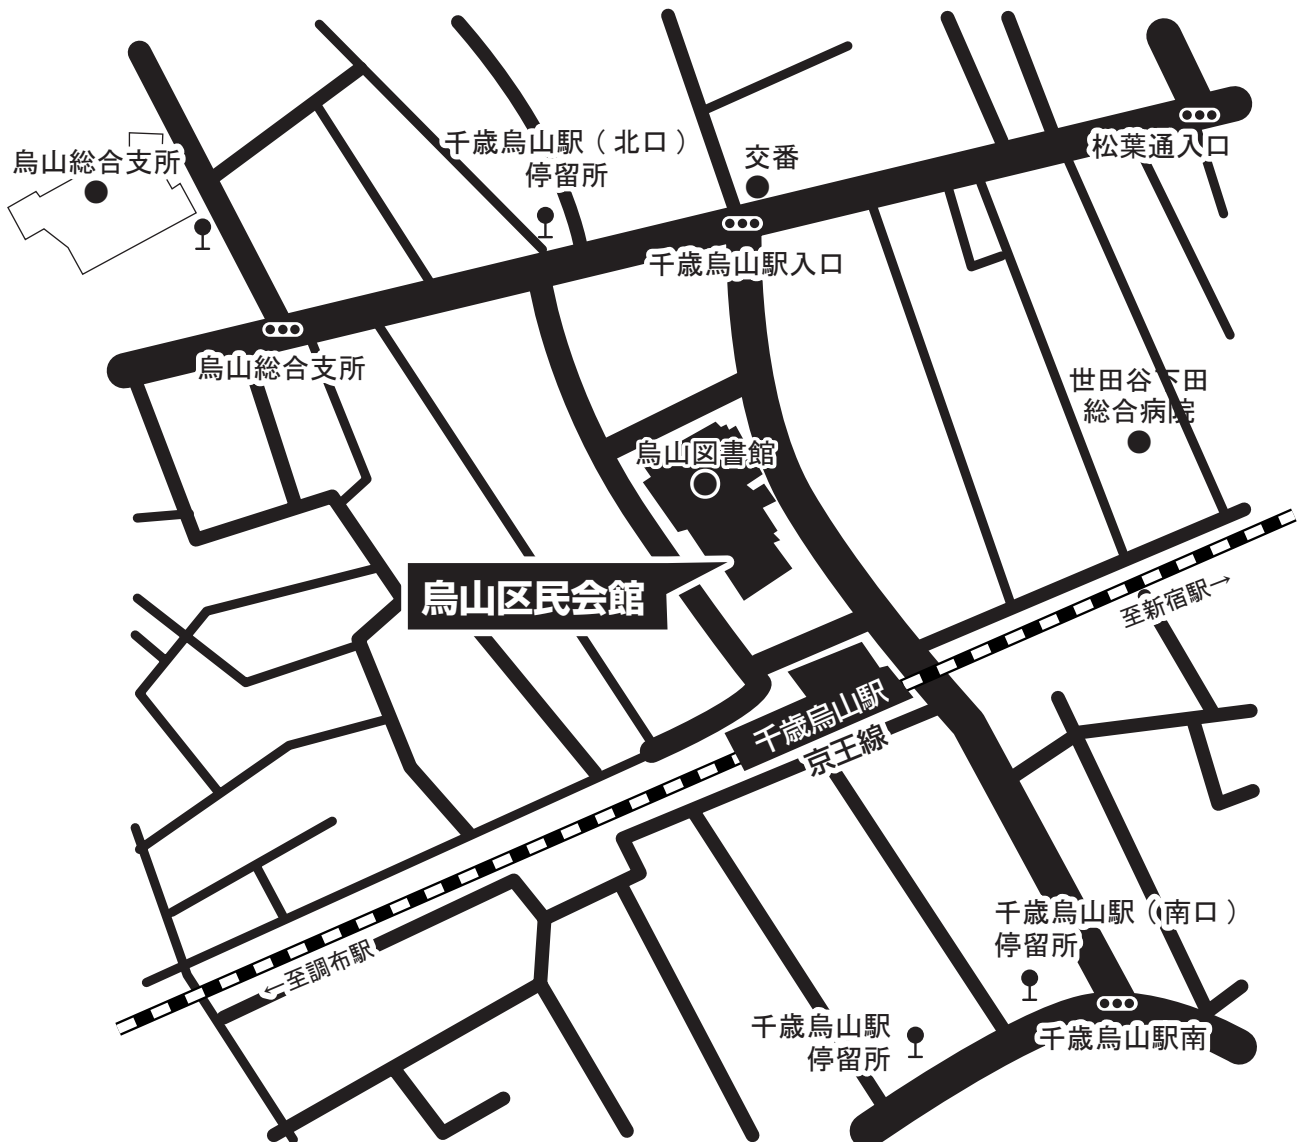 千歳烏山駅（北口）
停留所
交番
松葉通入口
烏山総合支所
千歳烏山駅入口
烏山総合支所
世田谷下田
総合病院
烏山図書館
烏山区民会館
至新宿駅→
千歳烏山駅
京王線
千歳烏山駅（南口）
停留所
←至調布駅
千歳烏山駅
停留所
千歳烏山駅南